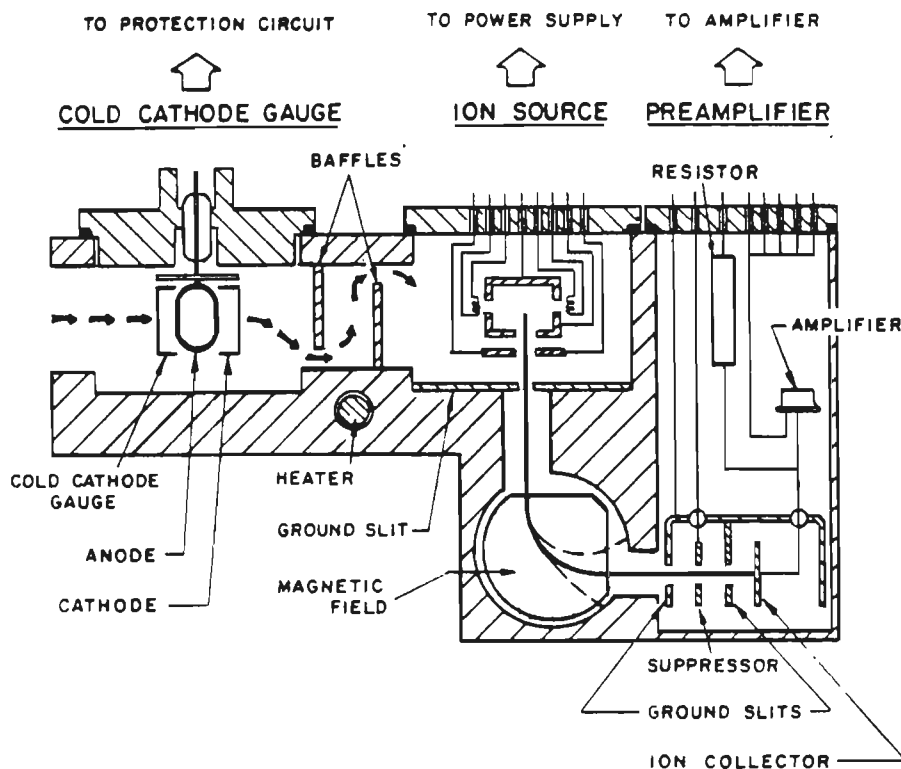 TO PROTECTION CIRCUIT
TO POWER SUPPLY
TO AMPLIFIER
COLD CATHODE GAUGE
ION SOURCE
PREAMPLIFIER
BAFFLES
RESISTOR
AMPLIFIER
COLD CATHODE
GAUGE
HEATER
GROUND SLIT
ANODE
MAGNETIC
FIELD
CATHODE
SUPPRESSOR
GROUND SLITS
ION COLLECTOR